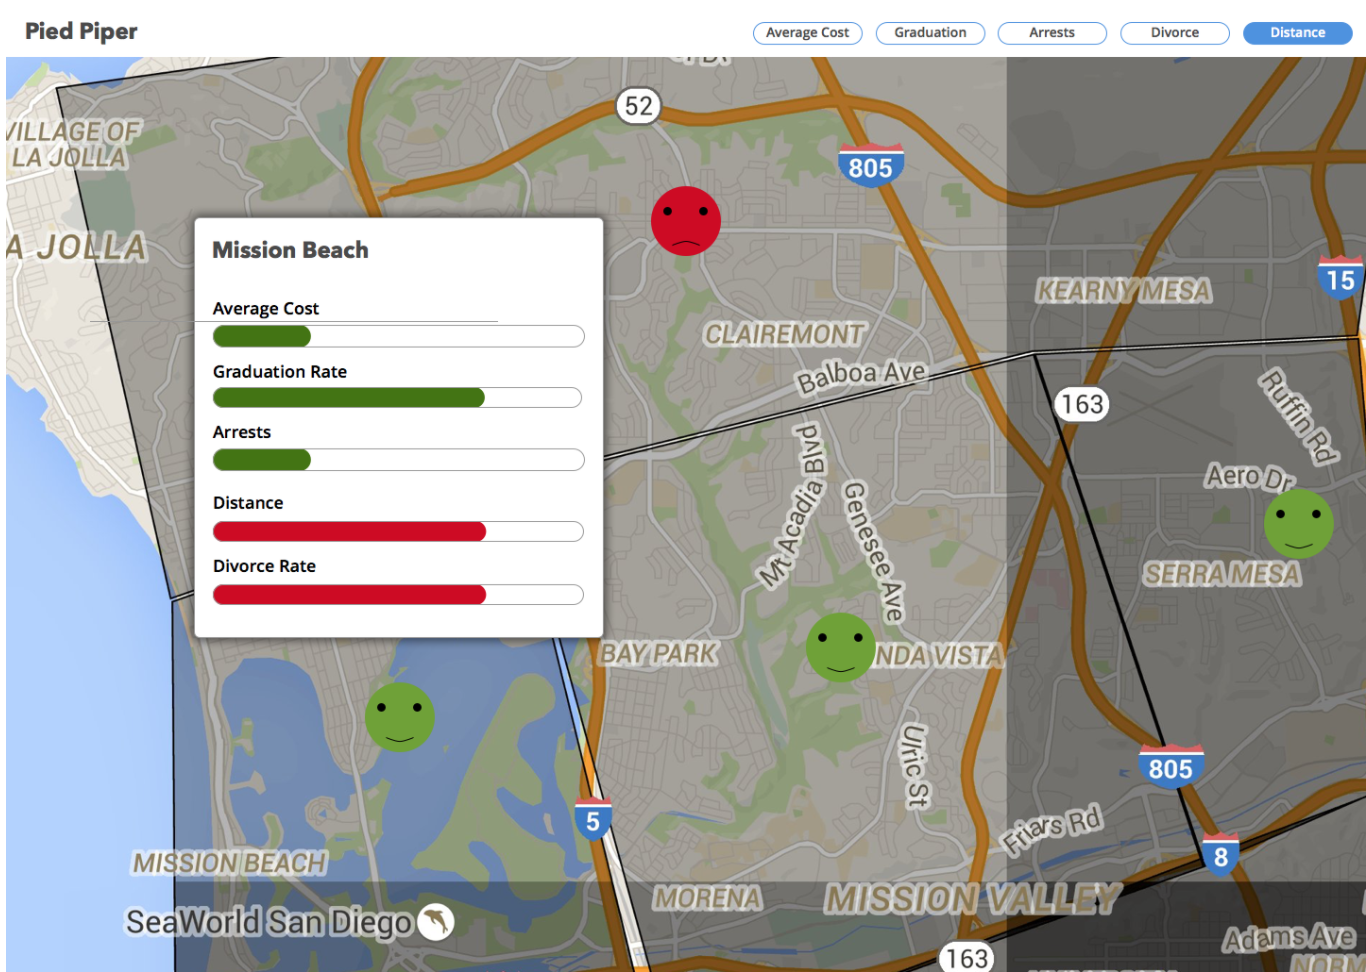 Pied Piper
Average Cost
Graduation
Arrests
Divorce
Distance
52
VILLAGE OF
LA JOLLA
805
A JOLLA
Mission Beach
15
KEARNY MESA
Average Cost
CLAIREMONT
Graduation Rate
Balboa Ave
163
Ruffin Rd
Arrests
Mt Acadia Blvd
Genesee Ave
Aero Dr
Distance
Divorce Rate
SERRA MESA
BAY PARK
NDA VISTA
Ulric St
805
5
Friars Rd
8
MISSION BEACH
MORENA
MISSION VALLEY
SeaWorld San Diego
Adams Ave
163